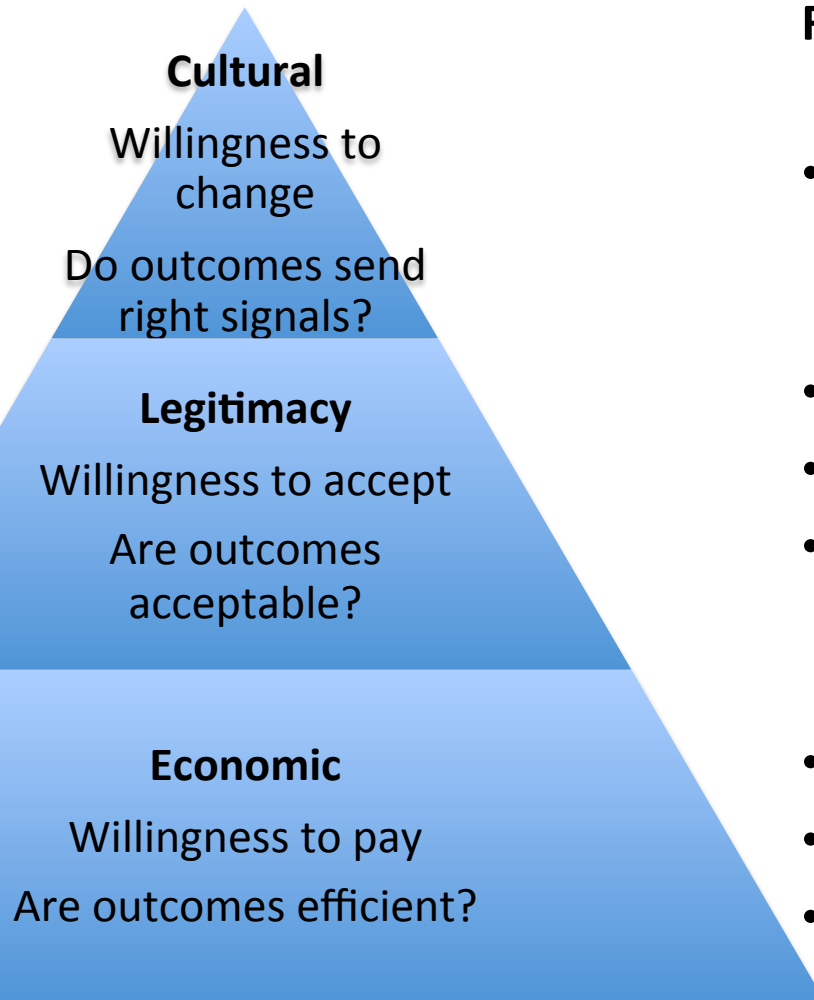 Cultural
Willingness to
change
Do outcomes send
right signals?
Legitimacy
Willingness to accept
Are outcomes
acceptable?
Economic
Willingness to pay
Are outcomes efficient?